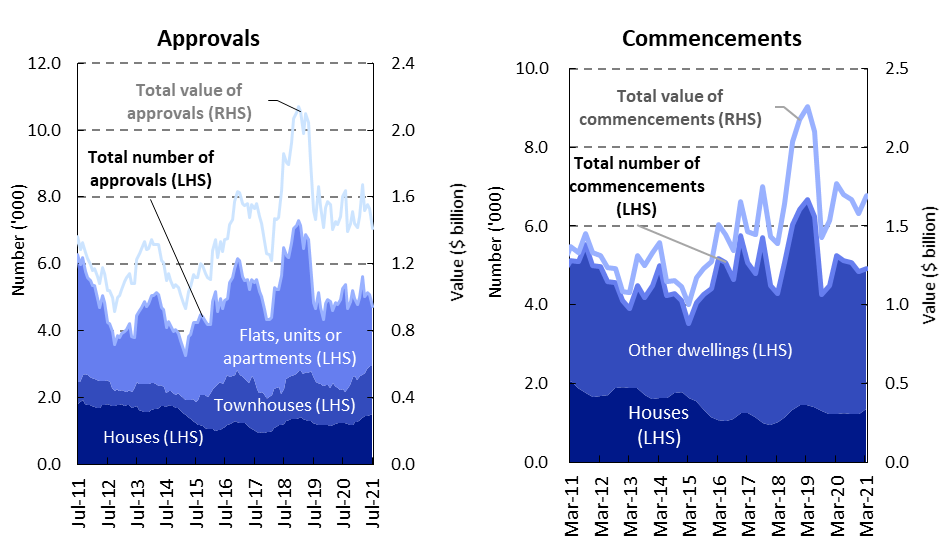 Approvals
12.0
10.0
8.0
6.0
4.0
2.0
0.0
Number ('000)
2.4
2.0
1.6
1.2
0.8
0.4
0.0
Value ($ billion)
Total value of
approvals (RHS)
Total number of
approvals (LHS)
Flats, units or
apartments (LHS)
Townhouses (LHS)
Houses (LHS)
Jul-11
Jul-12
Jul-13
Jul-14
Jul-15
Jul-16
Jul-17
Jul-18
Jul-19
Jul-20
Jul-21
Commencements
10.0
8.0
6.0
4.0
2.0
0.0
Number ('000)
2.5
2.0
1.5
1.0
0.5
0.0
Value ($ billion)
Total value of
commencements (RHS)
Total number of
commencements
(LHS)
Other dwellings (LHS)
Houses
(LHS)
Mar-11
Mar-12
Mar-13
Mar-14
Mar-15
Mar-16
Mar-17
Mar-18
Mar-19
Mar-20
Mar-21